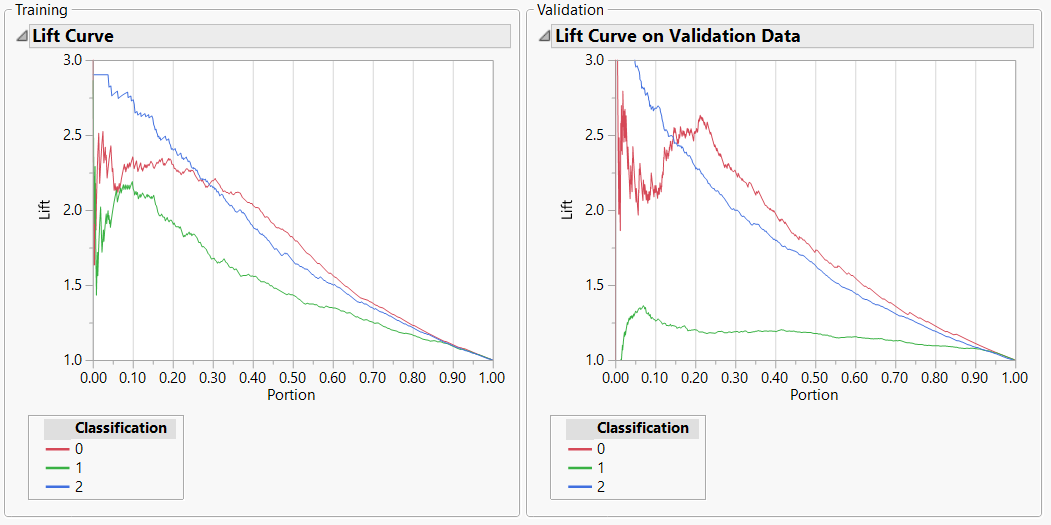 Training
Lift Curve
3.0
2.5
2.0
1.5
1.0
Lift
0.00 0.10 0.20 0.30 0.40 0.50 0.60 0.70 0.80 0.90 1.00
Portion
Classification
0
1
2
Validation
Lift Curve on Validation Data
3.0
2.5
2.0
1.5
1.0
Lift
0.00 0.10 0.20 0.30 0.40 0.50 0.60 0.70 0.80 0.90 1.00
Portion
Classification
0
1
2